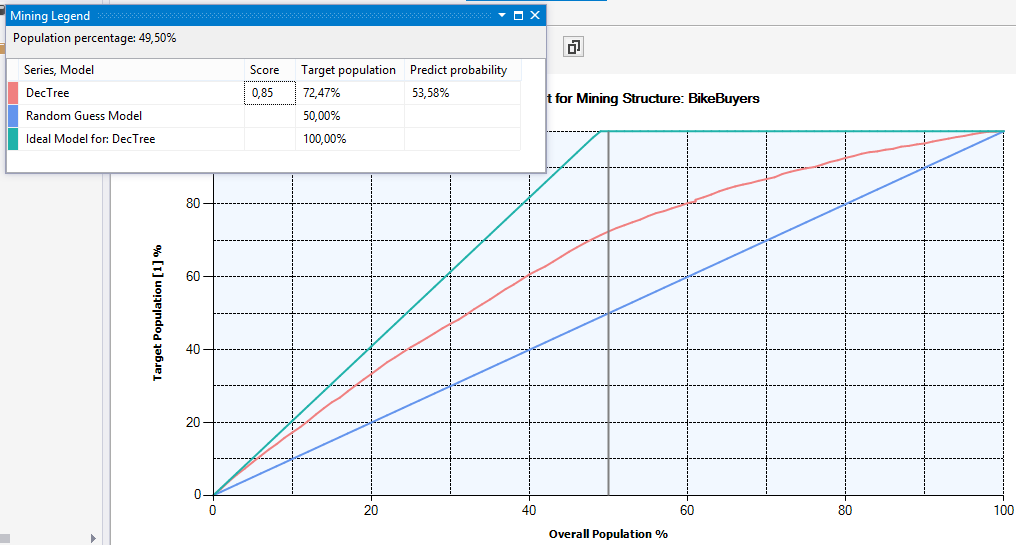 Mining Legend
Population percentage: 49,50%
Series, Model Score Target population Predict probability
DecTree 0,85 72,47% 53,58%
Random Guess Model 50,00%
Ideal Model for: DecTree 100,00%
t for Mining Structure: BikeBuyers
80
60
40
20
0
Target Population [1] %
0 20 40 60 80 100
Overall Population %